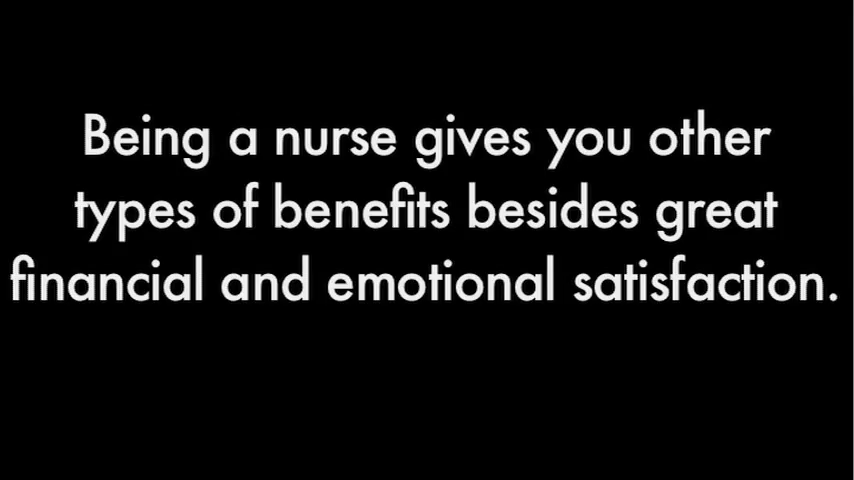 Being a nurse gives you other
types of benefits besides great
financial and emotional satisfaction.